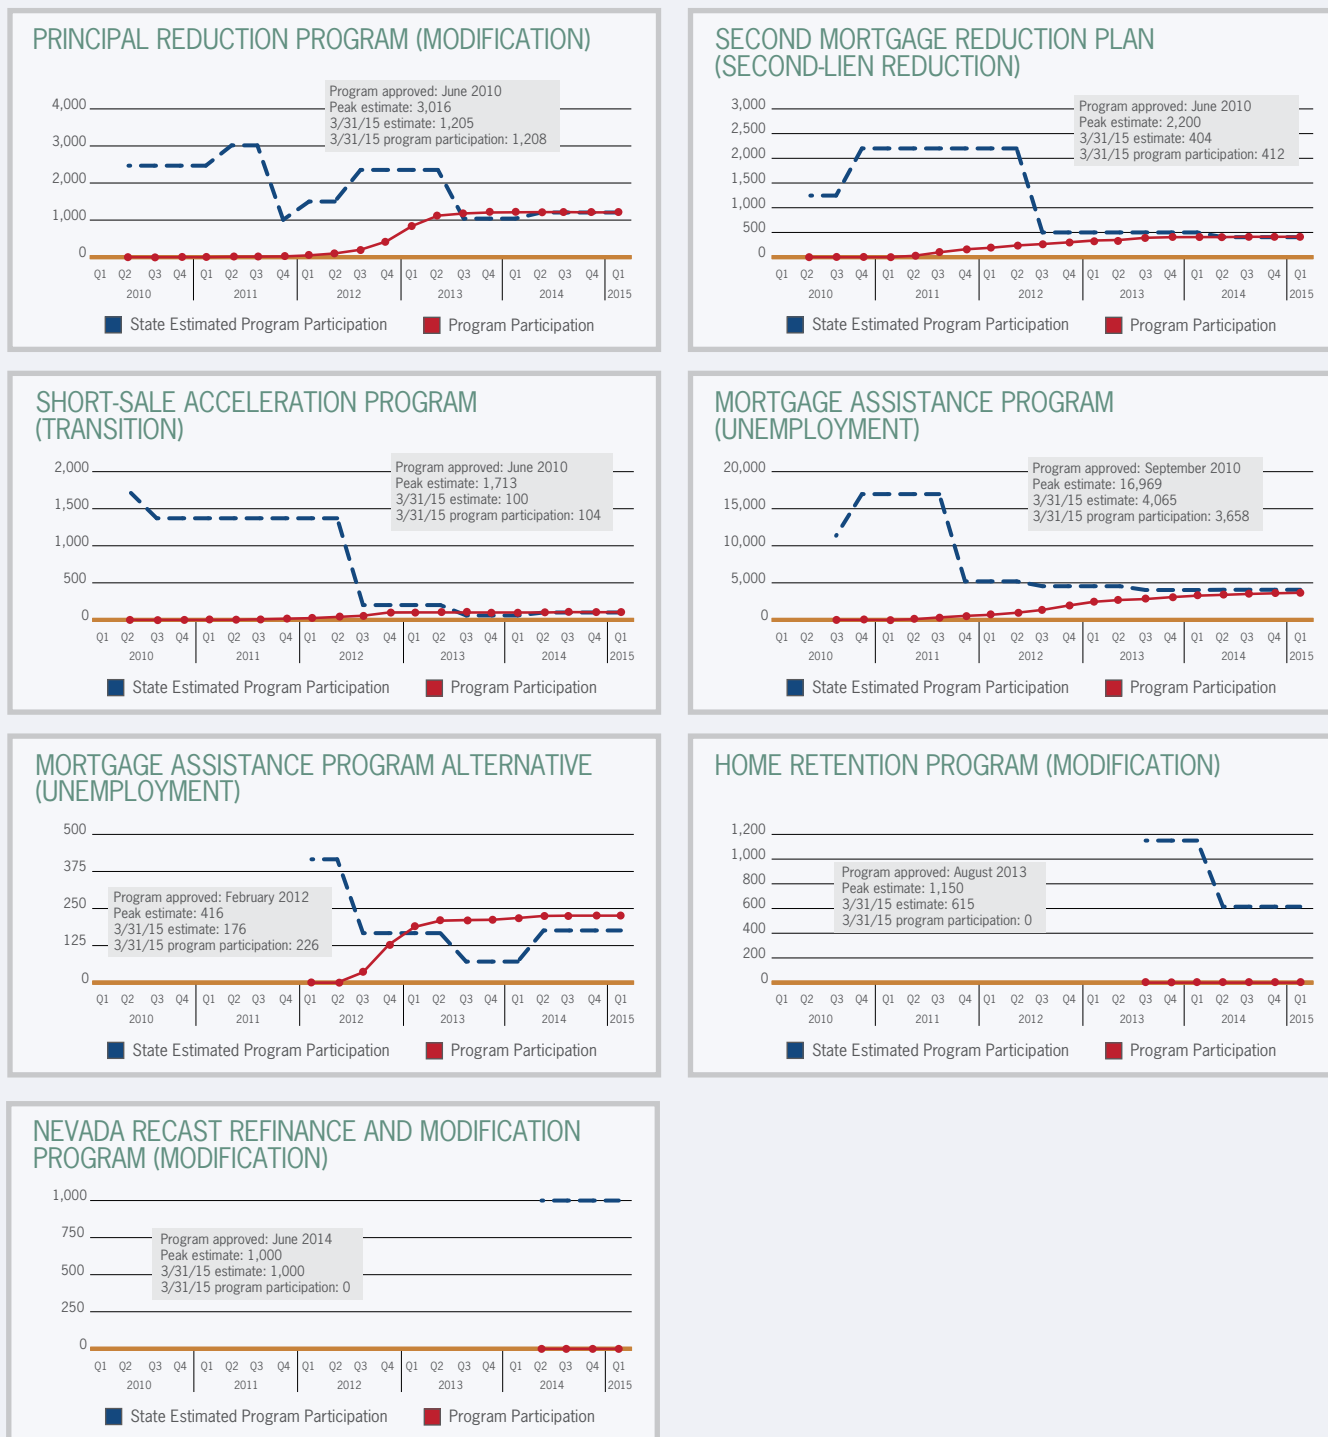 PRINCIPAL REDUCTION PROGRAM (MODIFICATION)
Program approved: June 2010
Peak estimate: 3,016
3/31/15 estimate: 1,205
3/31/15 program participation: 1,208
4,000
3,000
2,000
1,000
0
Q1 Q2 Q3 Q4 Q1 Q2 Q3 Q4 Q1 Q2 Q3 Q4 Q1 Q2 Q3 Q4 Q1 Q2 Q3 Q4 Q1
2010 2011 2012 2013 2014 2015
State Estimated Program Participation Program Participation
SECOND MORTGAGE REDUCTION PLAN
(SECOND-LIEN REDUCTION)
Program approved: June 2010
Peak estimate: 2,200
3/31/15 estimate: 404
3/31/15 program participation: 412
3,000
2,500
2,000
1,500
1,000
500
0
Q1 Q2 Q3 Q4 Q1 Q2 Q3 Q4 Q1 Q2 Q3 Q4 Q1 Q2 Q3 Q4 Q1 Q2 Q3 Q4 Q1
2010 2011 2012 2013 2014 2015
State Estimated Program Participation Program Participation
SHORT-SALE ACCELERATION PROGRAM
(TRANSITION)
Program approved: June 2010
Peak estimate: 1,713
3/31/15 estimate: 100
3/31/15 program participation: 104
2,000
1,500
1,000
500
0
Q1 Q2 Q3 Q4 Q1 Q2 Q3 Q4 Q1 Q2 Q3 Q4 Q1 Q2 Q3 Q4 Q1 Q2 Q3 Q4 Q1
2010 2011 2012 2013 2014 2015
State Estimated Program Participation Program Participation
MORTGAGE ASSISTANCE PROGRAM
(UNEMPLOYMENT)
Program approved: September 2010
Peak estimate: 16,969
3/31/15 estimate: 4,065
3/31/15 program participation: 3,658
20,000
15,000
10,000
5,000
0
Q1 Q2 Q3 Q4 Q1 Q2 Q3 Q4 Q1 Q2 Q3 Q4 Q1 Q2 Q3 Q4 Q1 Q2 Q3 Q4 Q1
2010 2011 2012 2013 2014 2015
State Estimated Program Participation Program Participation
MORTGAGE ASSISTANCE PROGRAM ALTERNATIVE
(UNEMPLOYMENT)
500
375
250
125
0
Program approved: February 2012
Peak estimate: 416
3/31/15 estimate: 176
3/31/15 program participation: 226
Q1 Q2 Q3 Q4 Q1 Q2 Q3 Q4 Q1 Q2 Q3 Q4 Q1 Q2 Q3 Q4 Q1 Q2 Q3 Q4 Q1
2010 2011 2012 2013 2014 2015
State Estimated Program Participation Program Participation
HOME RETENTION PROGRAM (MODIFICATION)
1,200
1,000
800
600
400
200
0
Program approved: August 2013
Peak estimate: 1,150
3/31/15 estimate: 615
3/31/15 program participation: 0
Q1 Q2 Q3 Q4 Q1 Q2 Q3 Q4 Q1 Q2 Q3 Q4 Q1 Q2 Q3 Q4 Q1 Q2 Q3 Q4 Q1
2010 2011 2012 2013 2014 2015
State Estimated Program Participation Program Participation
NEVADA RECAST REFINANCE AND MODIFICATION
PROGRAM (MODIFICATION)
1,000
750
500
250
0
Program approved: June 2014
Peak estimate: 1,000
3/31/15 estimate: 1,000
3/31/15 program participation: 0
Q1 Q2 Q3 Q4 Q1 Q2 Q3 Q4 Q1 Q2 Q3 Q4 Q1 Q2 Q3 Q4 Q1 Q2 Q3 Q4 Q1
2010 2011 2012 2013 2014 2015
State Estimated Program Participation Program Participation